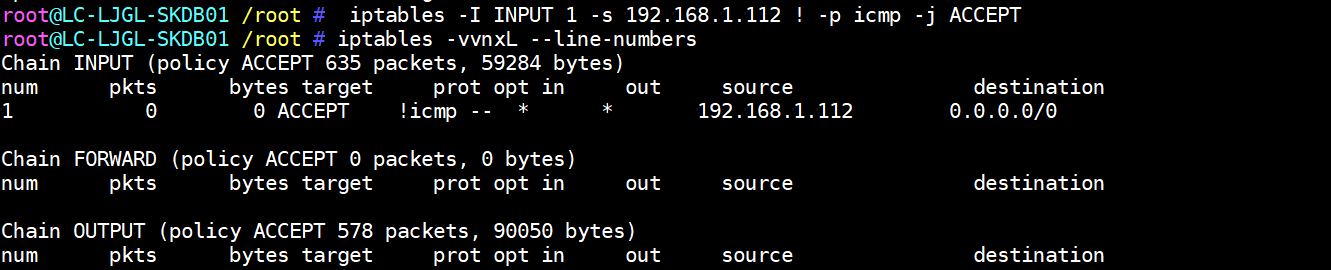 root@LC-LJGL-SKDB01 /root #  iptables -I INPUT 1 -s 192.168.1.112 ! -p icmp -j ACCEPT
root@LC-LJGL-SKDB01 /root # iptables -vvnxL --line-numbers
Chain INPUT (policy ACCEPT 635 packets, 59284 bytes)
num      pkts      bytes target     prot opt in     out     source               destination
1           0        0 ACCEPT    !icmp --  *      *       192.168.1.112        0.0.0.0/0
Chain FORWARD (policy ACCEPT 0 packets, 0 bytes)
num      pkts      bytes target     prot opt in     out     source               destination
Chain OUTPUT (policy ACCEPT 578 packets, 90050 bytes)
num      pkts      bytes target     prot opt in     out     source               destination